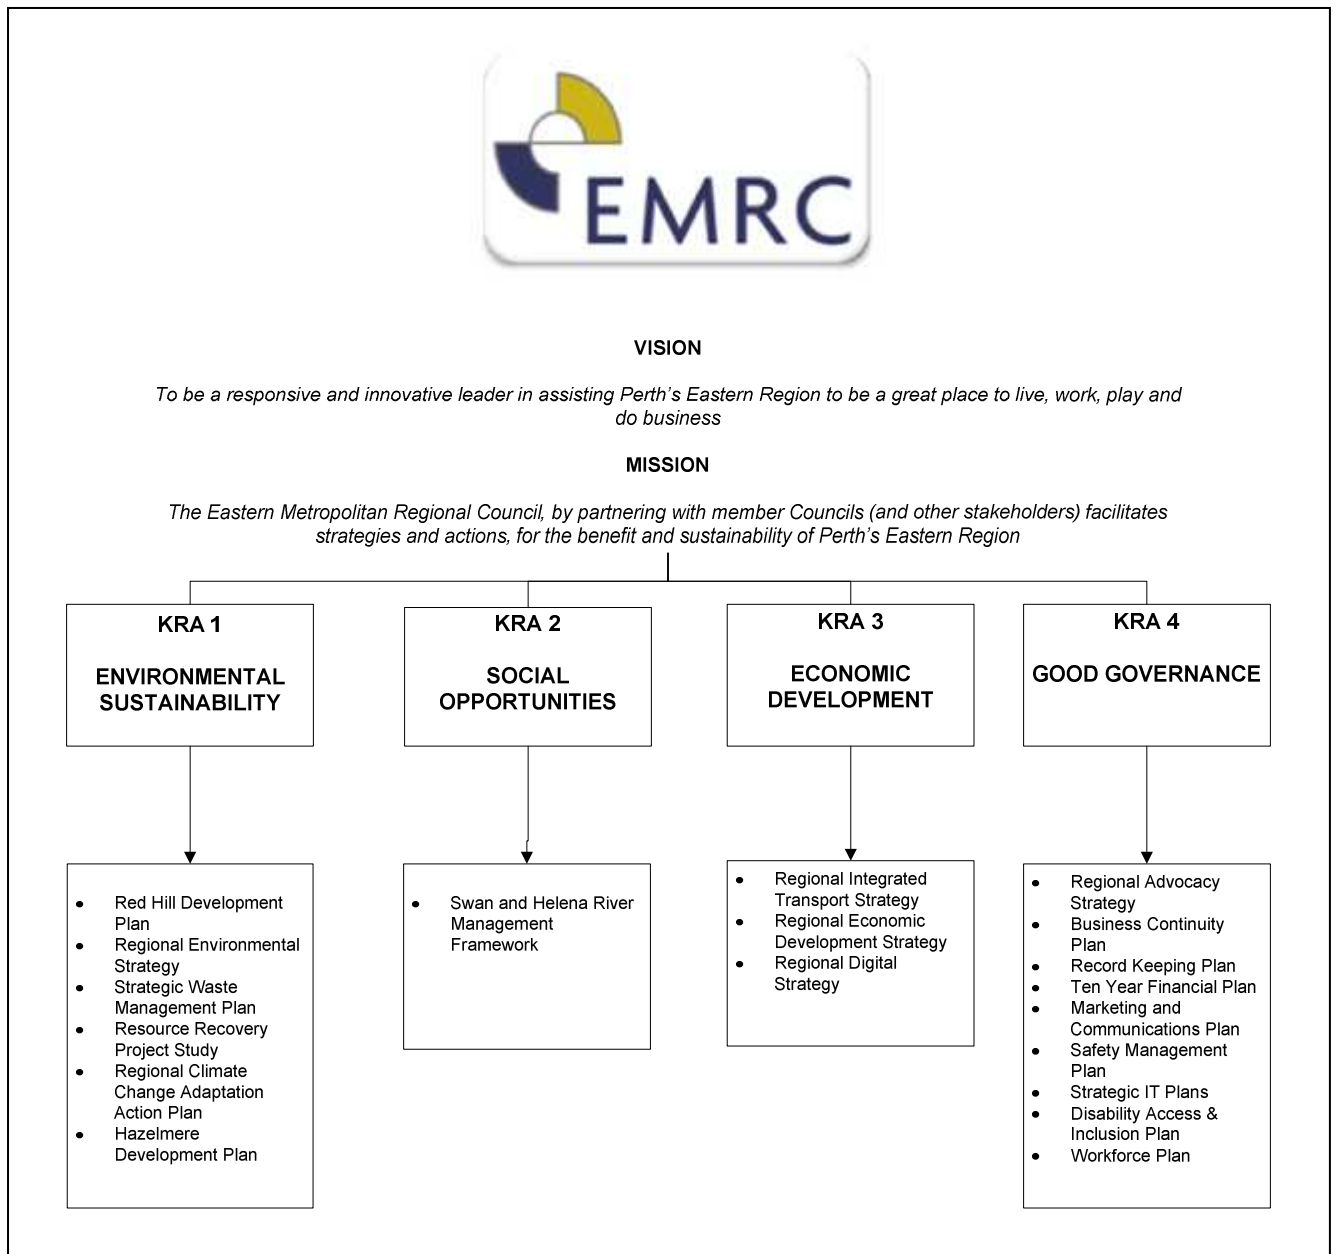 EMRC
VISION
To be a responsive and innovative leader in assisting Perth's Eastern Region to be a great place to live, work, play and
do business
MISSION
The Eastern Metropolitan Regional Council, by partnering with member Councils (and other stakeholders) facilitates
strategies and actions, for the benefit and sustainability of Perth's Eastern Region
KRA 1
ENVIRONMENTAL
SUSTAINABILITY
KRA 2
SOCIAL
OPPORTUNITIES
KRA 3
ECONOMIC
DEVELOPMENT
KRA 4
GOOD GOVERNANCE
• Red Hill Development
Plan
• Regional Environmental
Strategy
• Strategic Waste
Management Plan
• Resource Recovery
Project Study
• Regional Climate
Change Adaptation
Action Plan
• Hazelmere
Development Plan
• Swan and Helena River
Management
Framework
• Regional Integrated
Transport Strategy
• Regional Economic
Development Strategy
• Regional Digital
Strategy
• Regional Advocacy
Strategy
• Business Continuity
Plan
• Record Keeping Plan
• Ten Year Financial Plan
• Marketing and
Communications Plan
• Safety Management
Plan
• Strategic IT Plans
• Disability Access &
Inclusion Plan
• Workforce Plan